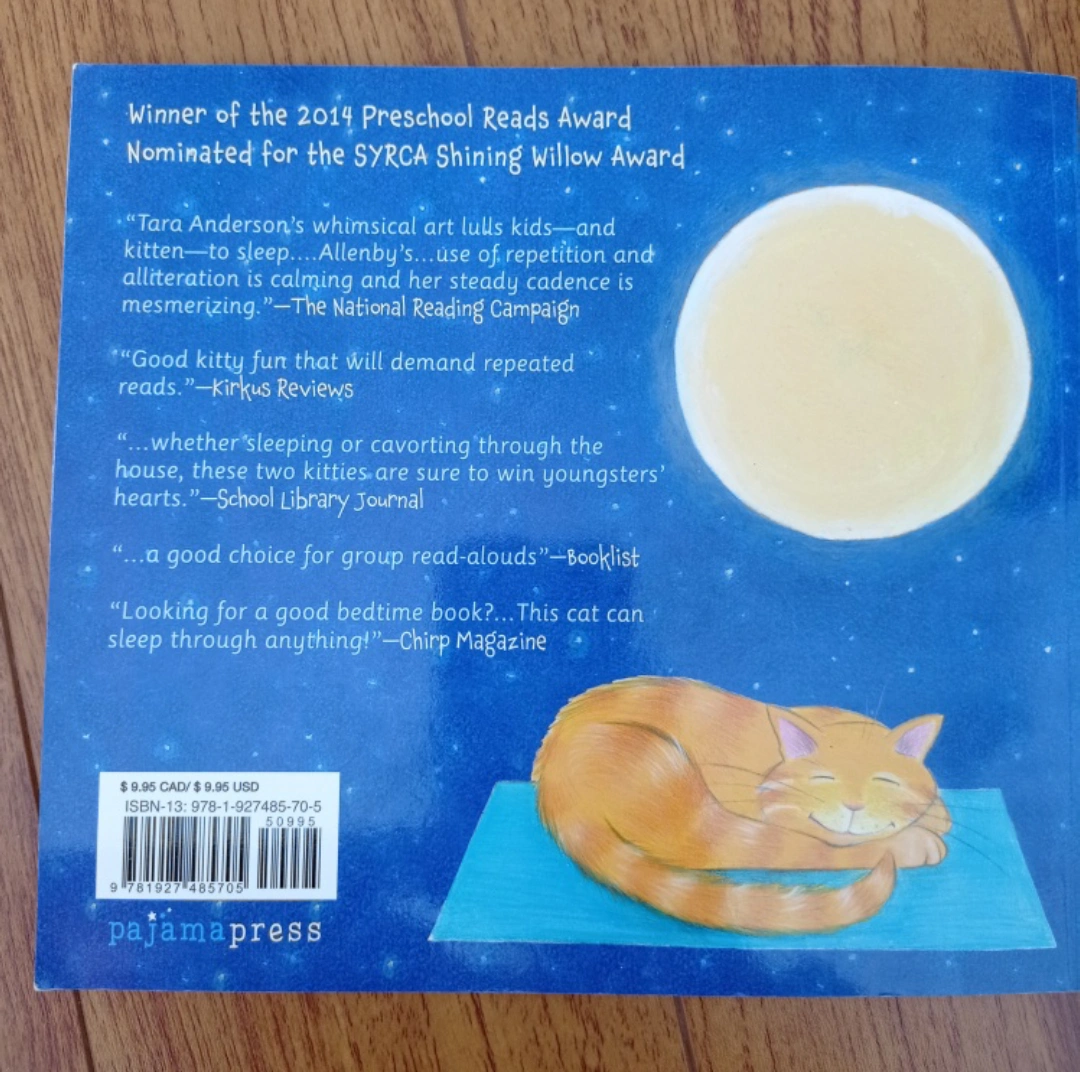 Winner of the 2014 Preschool Reads Award
Nominated for the SYRCA Shining Willow Award
“Tara Anderson’s whimsical art lulls kids—and
kitten—to sleep....Allenby’s...use of repetition and
alliteration is calming and her steady cadence is
mesmerizing.”—The National Reading Campaign
“Good kitty fun that will demand repeated
reads.”—Kirkus Reviews
“...whether sleeping or cavorting through the
house, these two kitties are sure to win youngsters’
hearts.”—School Library Journal
“...a good choice for group read-alouds”—Booklist
“Looking for a good bedtime book?...This cat can
sleep through anything!”—Chirp Magazine
$ 9.95 CAD/ $ 9.95 USD
ISBN-13: 978-1-927485-70-5
50995
9 781927 485705
pajamapress